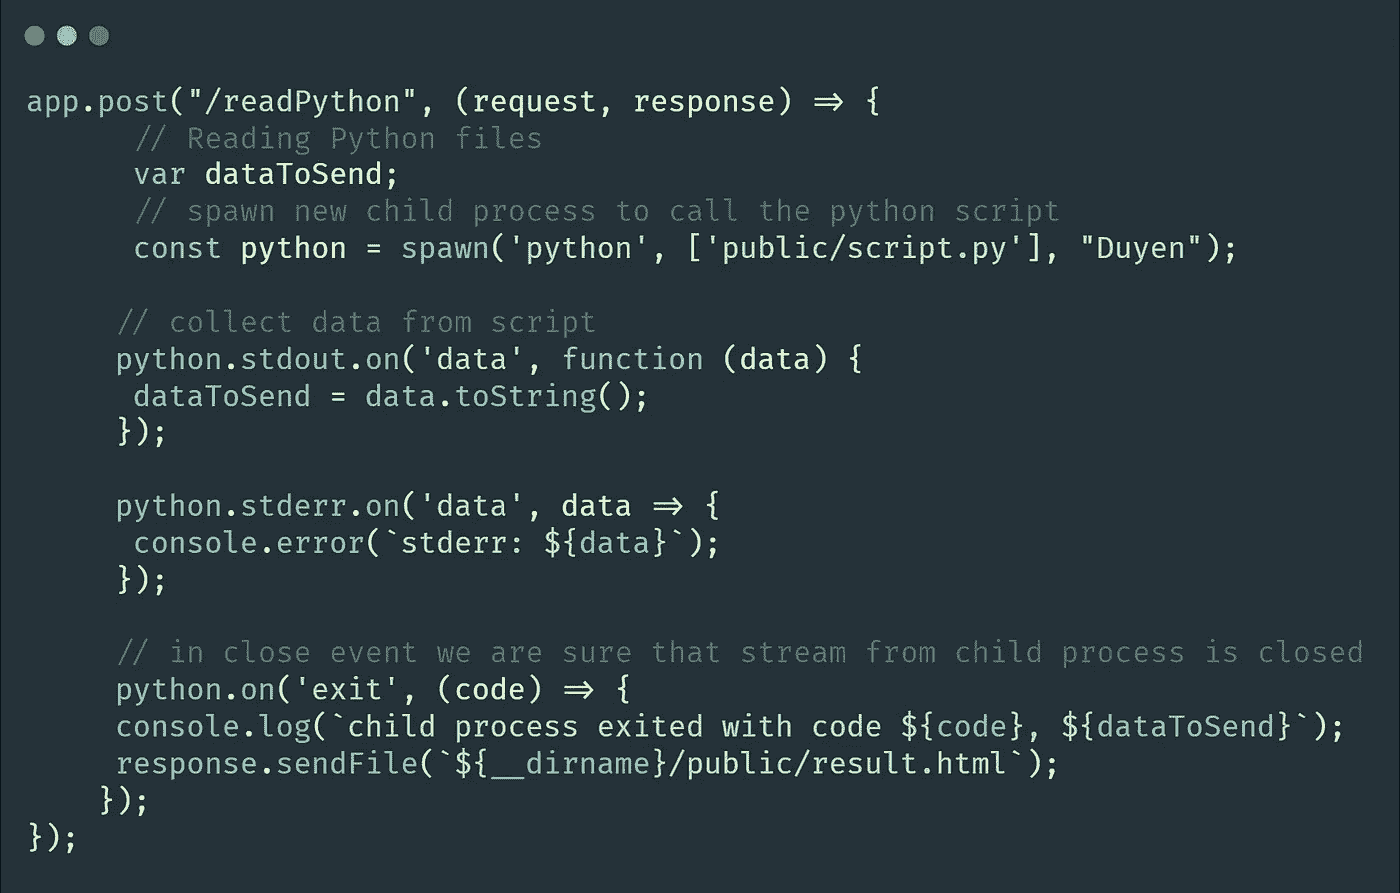 app.post("/readPython", (request, response) => {
// Reading Python files
var dataToSend;
// spawn new child process to call the python script
const python = spawn('python', ['public/script.py'], "Duyen");
// collect data from script
python.stdout.on('data', function (data) {
dataToSend = data.toString();
});
python.stderr.on('data', data => {
console.error(`stderr: ${data}`);
});
// in close event we are sure that stream from child process is closed
python.on('exit', (code) => {
console.log(`child process exited with code ${code}, ${dataToSend}`);
response.sendFile(`${__dirname}/public/result.html`);
});
});